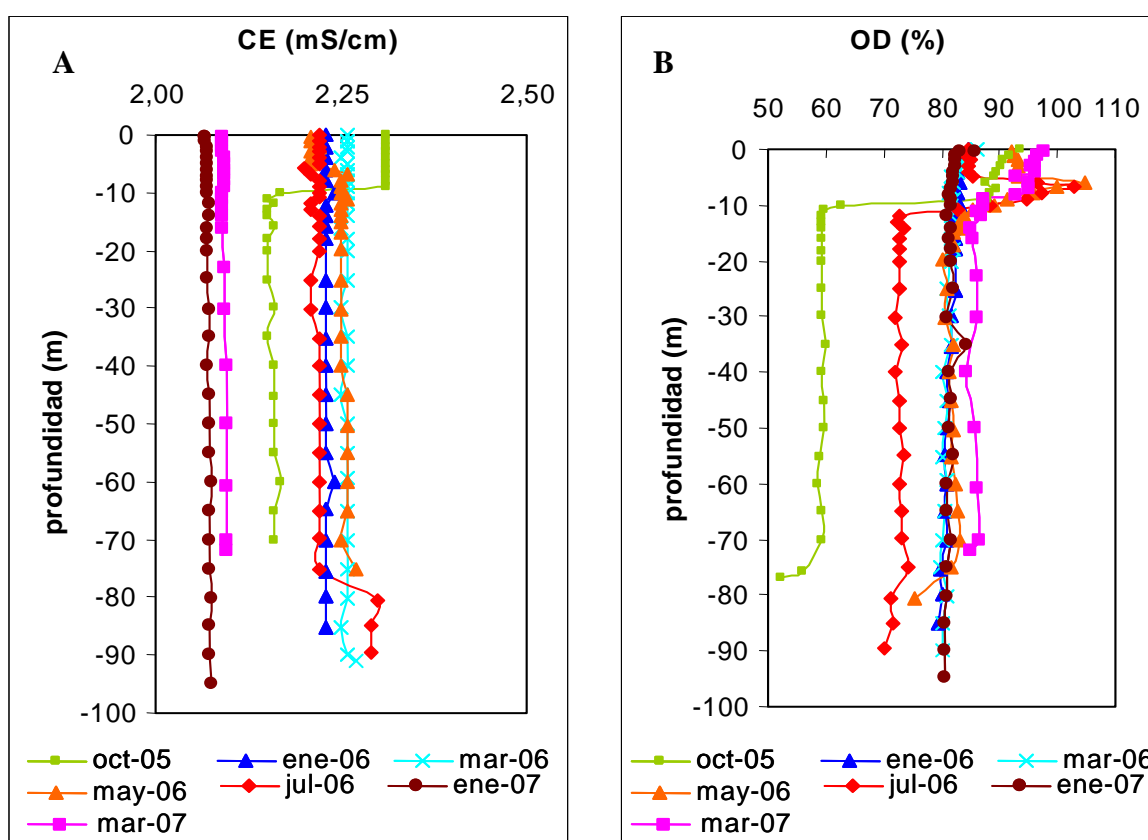 CE (mS/cm)
A
2,00 2,25 2,50
0
-10
-20
-30
-40
-50
-60
-70
-80
-90
-100
profundidad (m)
oct-05 ene-06 mar-06
may-06 jul-06 ene-07
mar-07
OD (%)
B
50 60 70 80 90 100 110
0
-10
-20
-30
-40
-50
-60
-70
-80
-90
-100
profundidad (m)
oct-05 ene-06 mar-06
may-06 jul-06 ene-07
mar-07